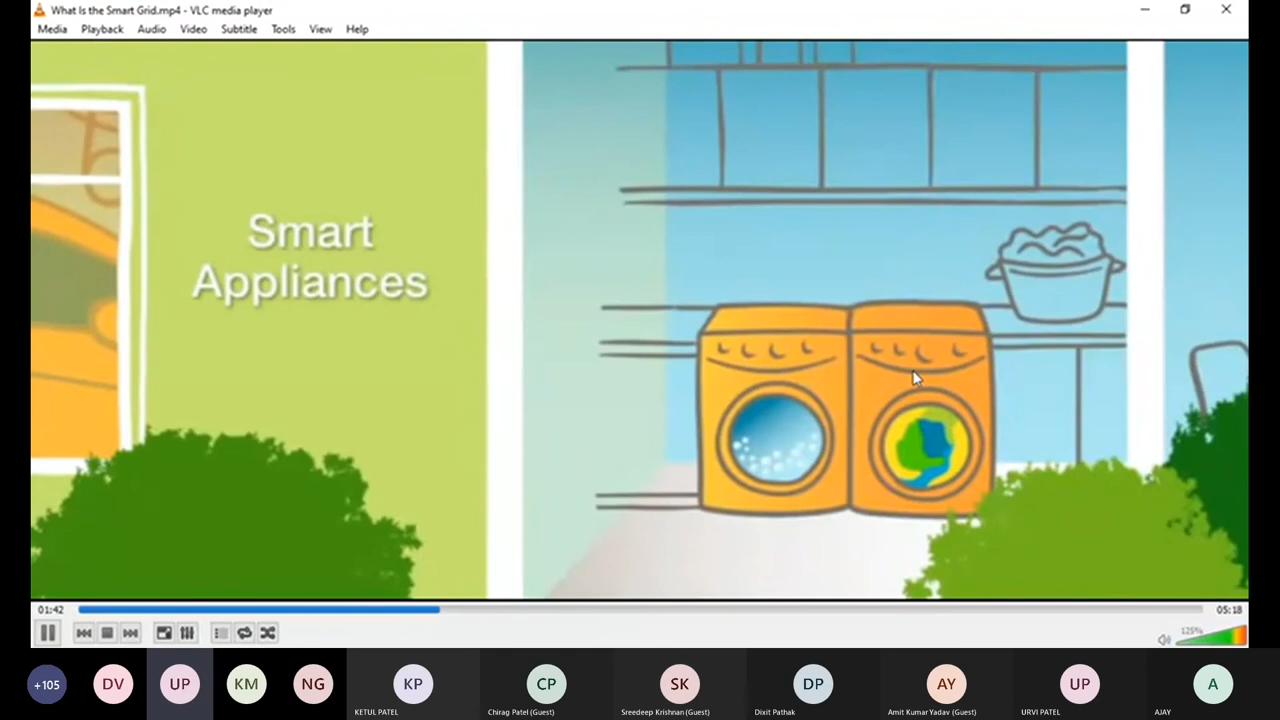 What Is the Smart Grid.mp4 - VLC media player
Media Playback Audio Video Subtitle Tools View Help
Smart
Appliances
01:42
05:18
125%
+105 DV UP KM NG KP CP SK DP AY UP A
KETUL PATEL Chirag Patel (Guest) Sreedeep Krishnan (Guest) Dixit Pathak Amit Kumar Yadav (Guest) URVI PATEL AJAY